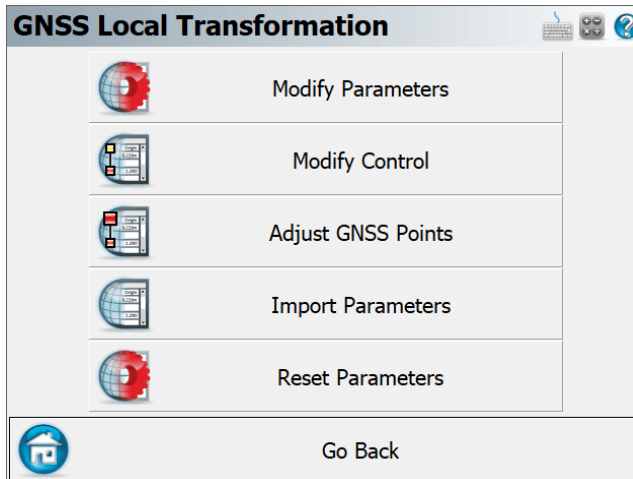 GNSS Local Transformation
Modify Parameters
Modify Control
Adjust GNSS Points
Import Parameters
Reset Parameters
Go Back